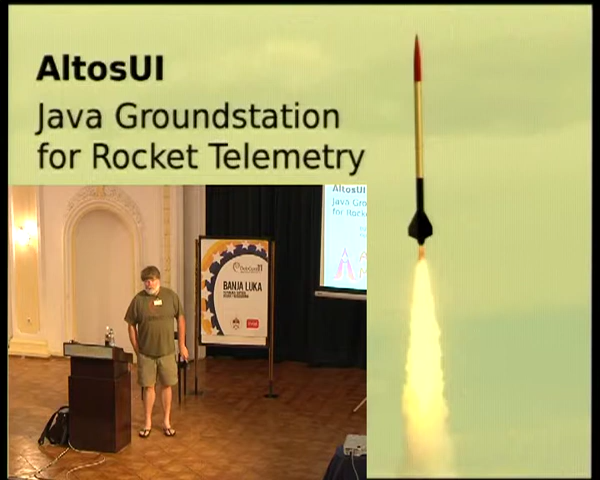 AltosUI
Java Groundstation
for Rocket Telemetry
AltosUI
Java Gro
for Rock
BANJA LUKA